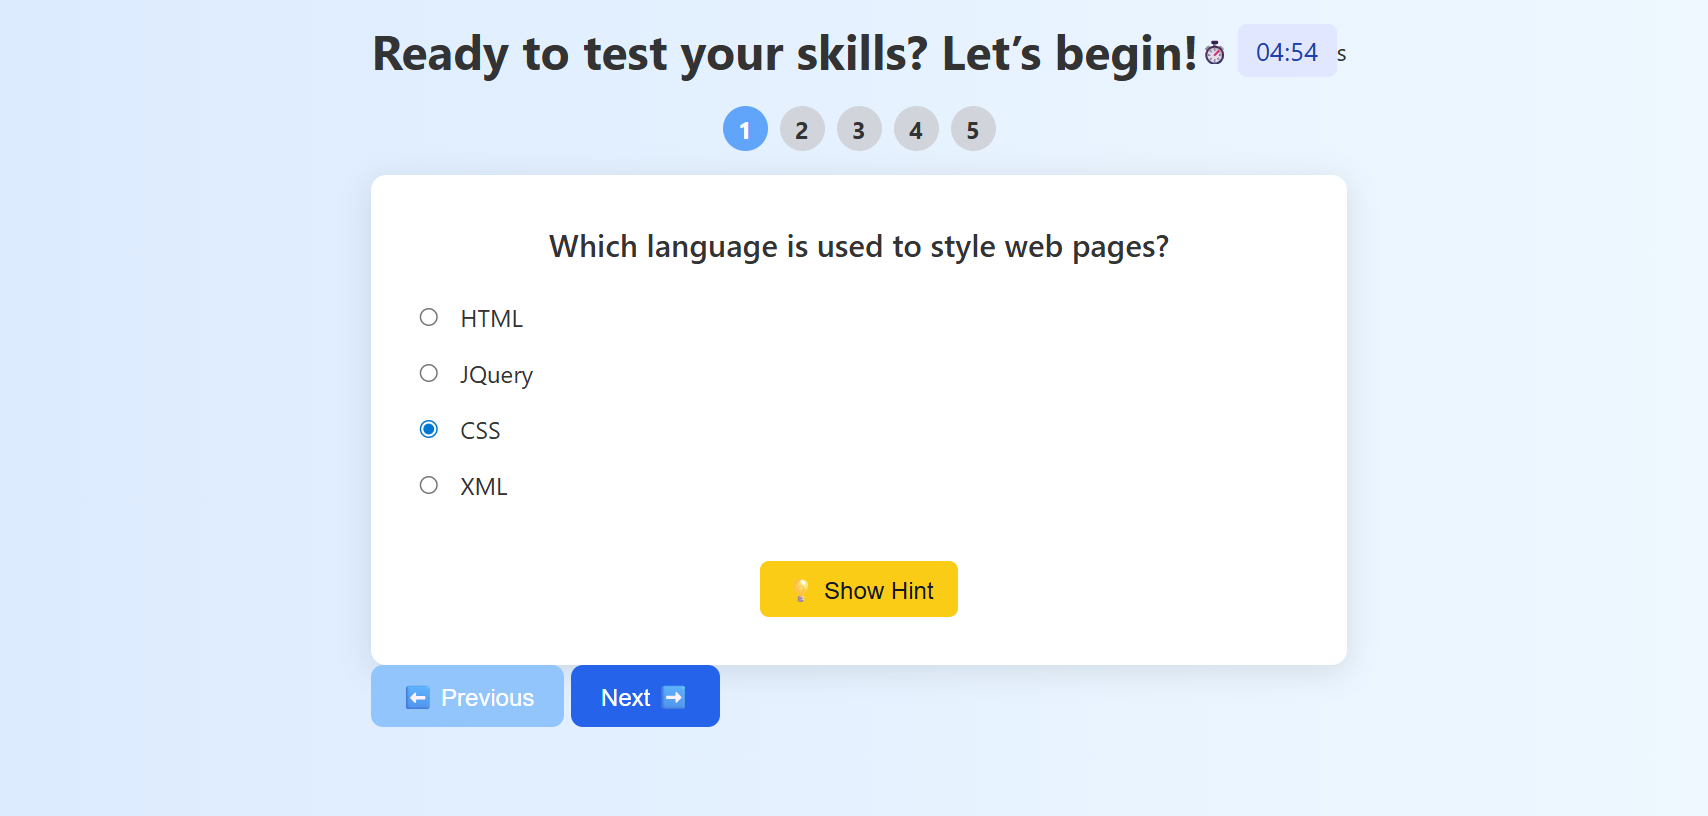 Ready to test your skills? Let’s begin! 04:54 s
1 2 3 4 5
Which language is used to style web pages?
HTML
JQuery
CSS
XML
Show Hint
Previous Next